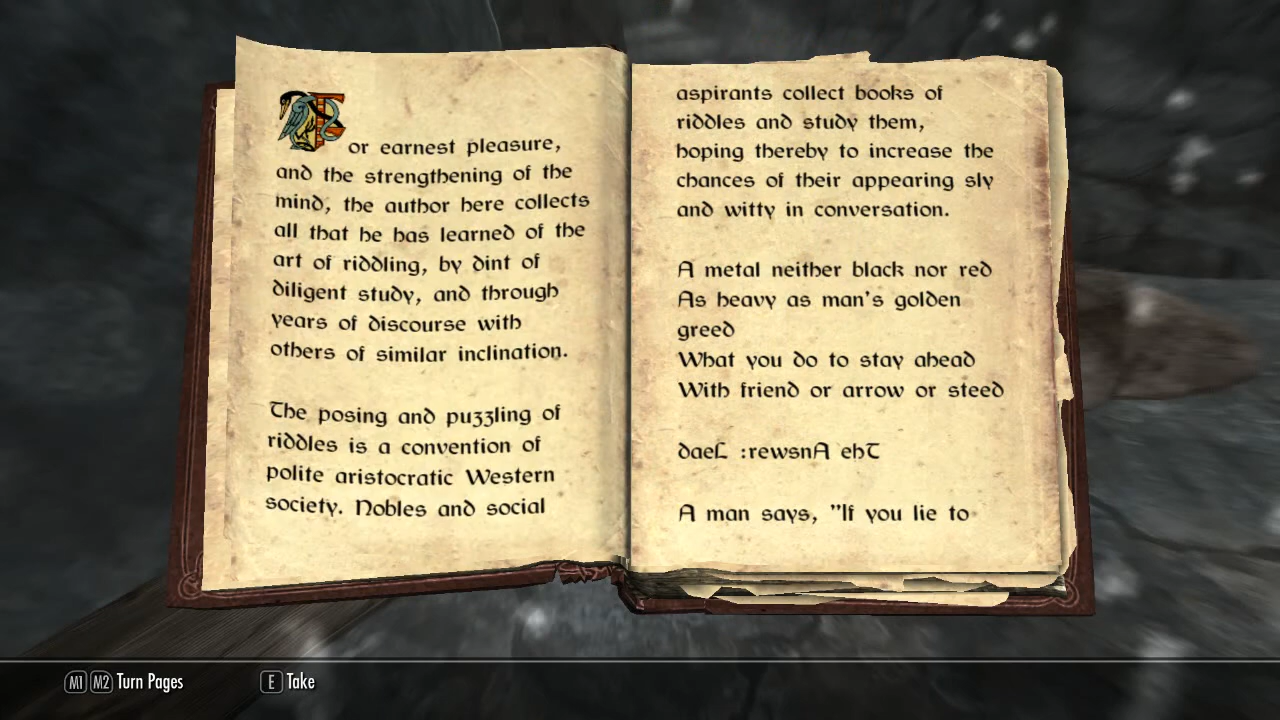 For earnest pleasure,
and the strengthening of the
mind, the author here collects
all that he has learned of the
art of riddling, by dint of
diligent study, and through
years of discourse with
others of similar inclination.
The posing and puzzling of
riddles is a convention of
polite aristocratic Western
society. Nobles and social
aspirants collect books of
riddles and study them,
hoping thereby to increase the
chances of their appearing sly
and witty in conversation.
A metal neither black nor red
As heavy as man's golden
greed
What you do to stay ahead
With friend or arrow or steed
daeL :rewsnA ehT
A man says, "If you lie to
M1 M2 Turn Pages
E Take